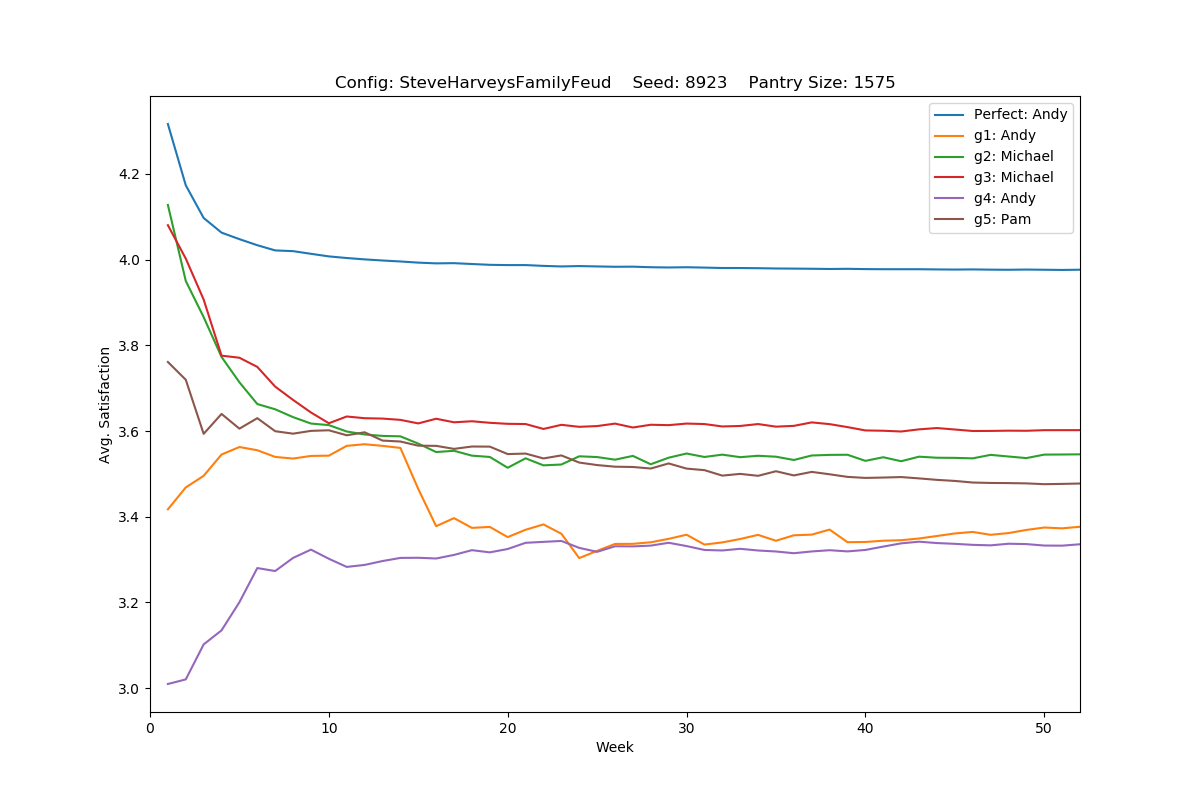 Config: SteveHarveysFamilyFeud    Seed: 8923    Pantry Size: 1575
Perfect: Andy
g1: Andy
g2: Michael
g3: Michael
g4: Andy
g5: Pam
Avg. Satisfaction
4.2
4.0
3.8
3.6
3.4
3.2
3.0
0 10 20 30 40 50
Week